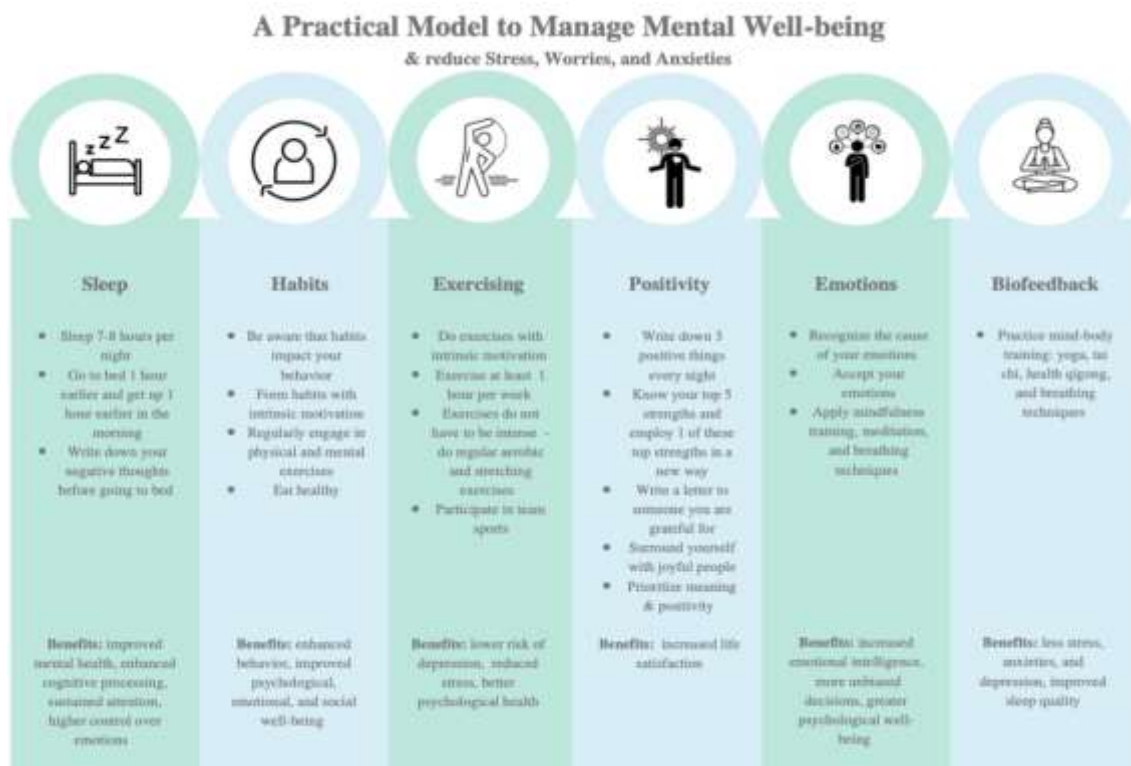 A Practical Model to Manage Mental Well-being
& reduce Stress, Worries, and Anxieties
z z Z
Sleep
• Sleep 7-8 hours per
night
• Go to bed 1 hour
earlier and get up 1
hour earlier in the
morning
• Write down your
negative thoughts
before going to bed
Benefits: improved
mental health, enhanced
cognitive processing,
sustained attention,
higher control over
emotions
Habits
• Be aware that habits
impact your
behavior
• Form habits with
intrinsic motivation
• Regularly engage in
physical and mental
exercises
• Eat healthy
Benefits: enhanced
behavior, improved
psychological,
emotional, and social
well-being
Exercising
• Do exercises with
intrinsic motivation
• Exercise at least 1
hour per week
• Exercises do not
have to be intense -
do regular aerobic
and stretching
exercises
• Participate in team
sports
Benefits: lower risk of
depression, reduced
stress, better
psychological health
Positivity
• Write down 3
positive things
every night
• Know your top 5
strengths and
employ 1 of these
top strengths in a
new way
• Write a letter to
someone you are
grateful for
• Surround yourself
with joyful people
• Prioritize meaning
& positivity
Benefits: increased life
satisfaction
Emotions
• Recognize the cause
of your emotions
• Accept your
emotions
• Apply mindfulness
training, meditation,
and breathing
techniques
Benefits: increased
emotional intelligence,
more unbiased
decisions, greater
psychological well-
being
Biofeedback
• Practice mind-body
training: yoga, tai
chi, health qigong,
and breathing
techniques
Benefits: less stress,
anxieties, and
depression, improved
sleep quality